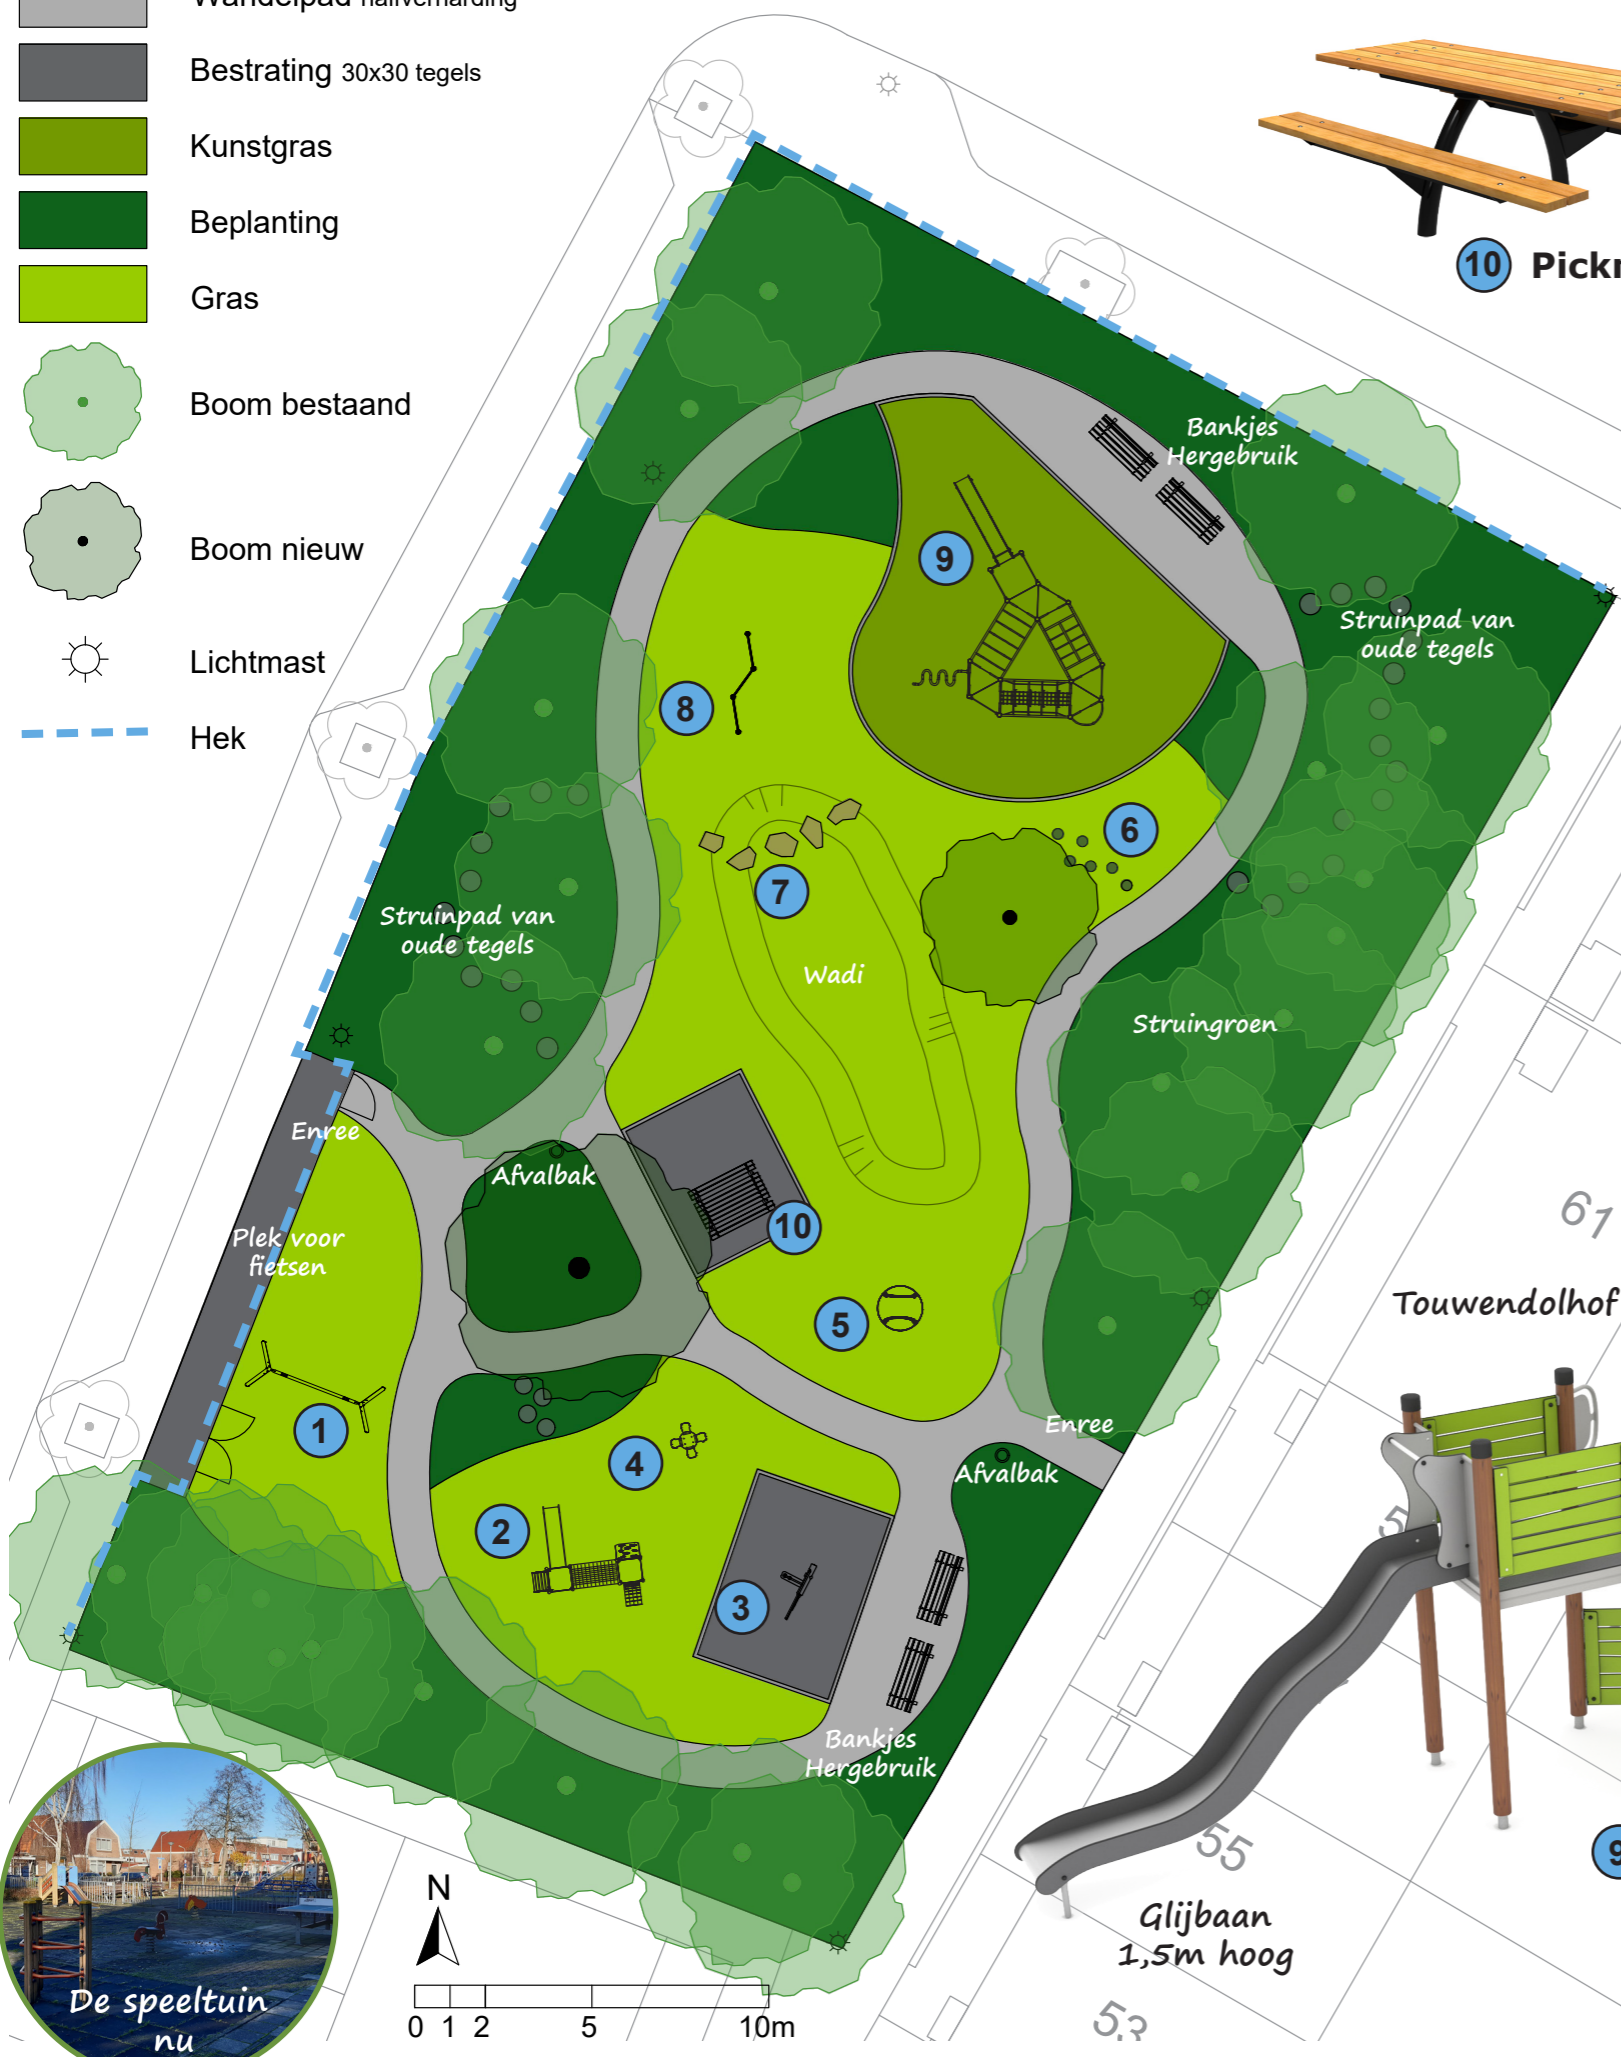 Wandelpad halfverharding
Bestrating 30x30 tegels
Kunstgras
Beplanting
Gras
Boom bestaand
Boom nieuw
Lichtmast
Hek
10
Bankjes
Hergebruik
9
Struinpad van
oude tegels
8
6
7
Struinpad van
oude tegels
Wadi
Struingroen
Enree
Afvalbak
10
Plek voor
fietsen
61
Touwendolhof
5
1
Enree
4
Afvalbak
2
3
Bankjes
Hergebruik
9
55
Glijbaan
1,5m hoog
N
De speeltuin
nu
0 1 2 5 10m
53